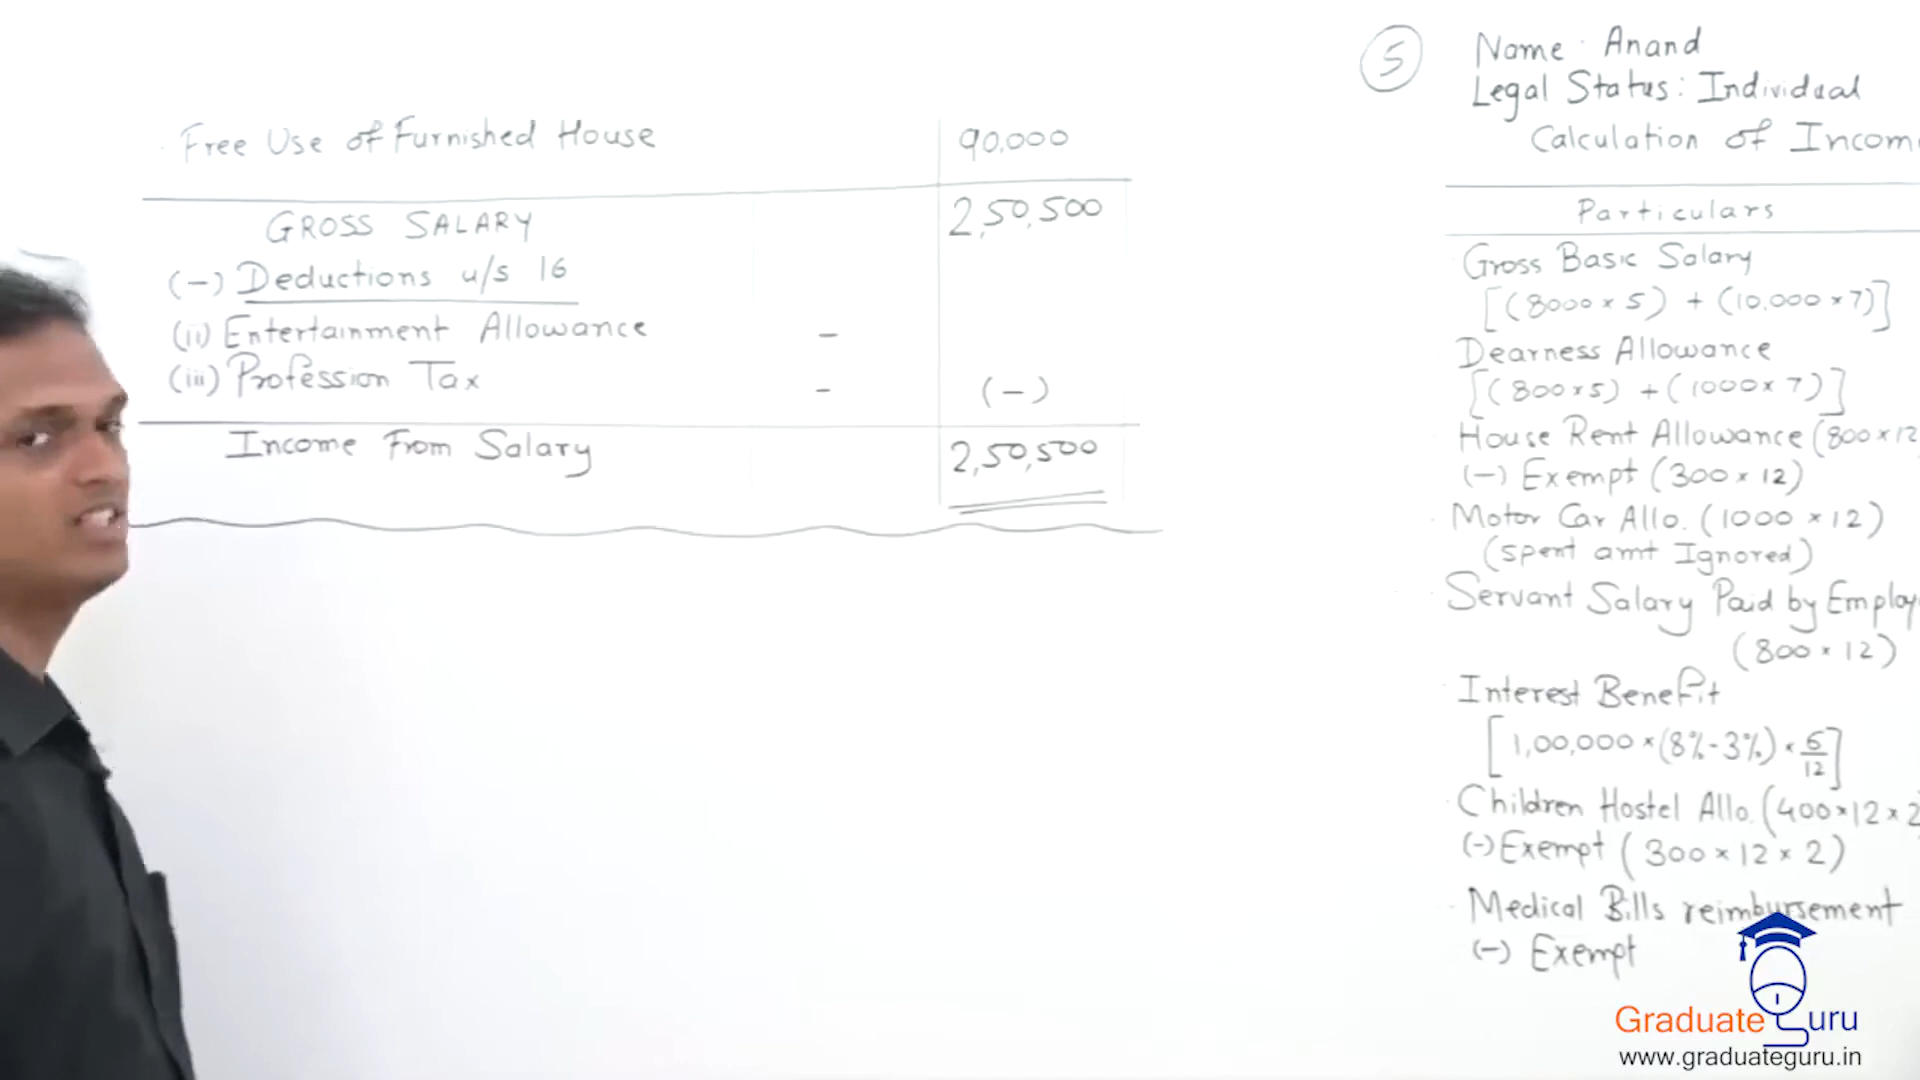 Free Use of Furnished House 90,000
GROSS SALARY 2,50,500
(-) Deductions u/s 16
(ii) Entertainment Allowance -
(iii) Profession Tax - (-)
Income From Salary 2,50,500
5
Name : Anand
Legal Status : Individual
Calculation of Incom
Particulars
Gross Basic Salary
[(8000 × 5) + (10,000 × 7)]
Dearness Allowance
[(800×5) + (1000×7)]
House Rent Allowance (800×12
(-) Exempt (300 × 12)
Motor Car Allo. (1000 × 12)
(spent amt Ignored)
Servant Salary Paid by Employ
(800 × 12)
Interest Benefit
[1,00,000 × (8%-3%) × 6/12]
Children Hostel Allo. (400×12×2
(-) Exempt (300 × 12 × 2)
Medical Bills reimbursement
(-) Exempt
Graduate Guru
www.graduateguru.in